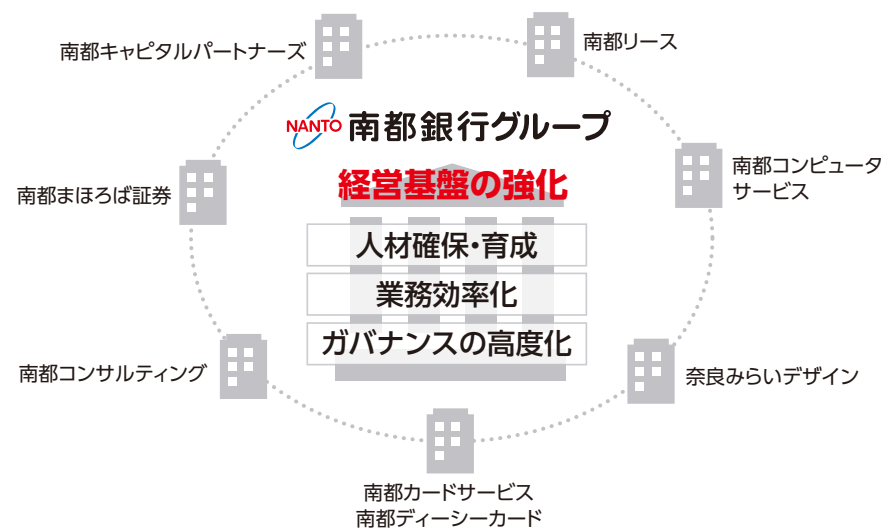 南都キャピタルパートナーズ
南都リース
NANTO 南都銀行グループ
経営基盤の強化
南都コンピュータ
サービス
南都まほろば証券
人材確保・育成
業務効率化
ガバナンスの高度化
南都コンサルティング
奈良みらいデザイン
南都カードサービス
南都ディーシーカード